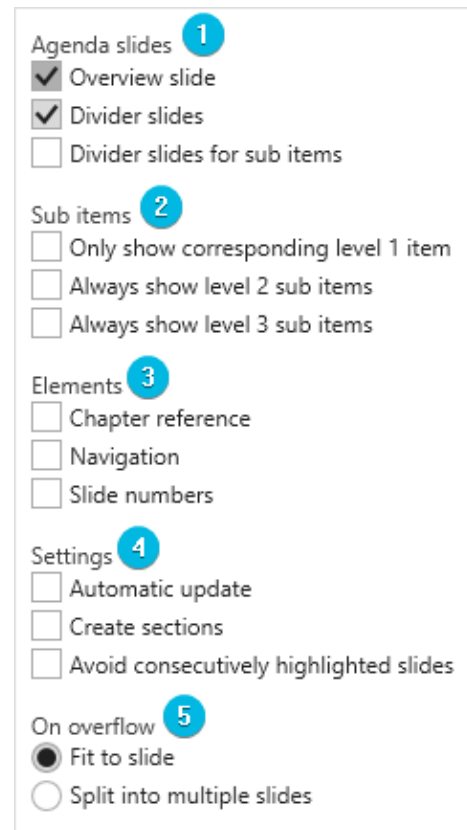 Agenda slides 1
Overview slide
Divider slides
Divider slides for sub items
Sub items 2
Only show corresponding level 1 item
Always show level 2 sub items
Always show level 3 sub items
Elements 3
Chapter reference
Navigation
Slide numbers
Settings 4
Automatic update
Create sections
Avoid consecutively highlighted slides
On overflow 5
Fit to slide
Split into multiple slides